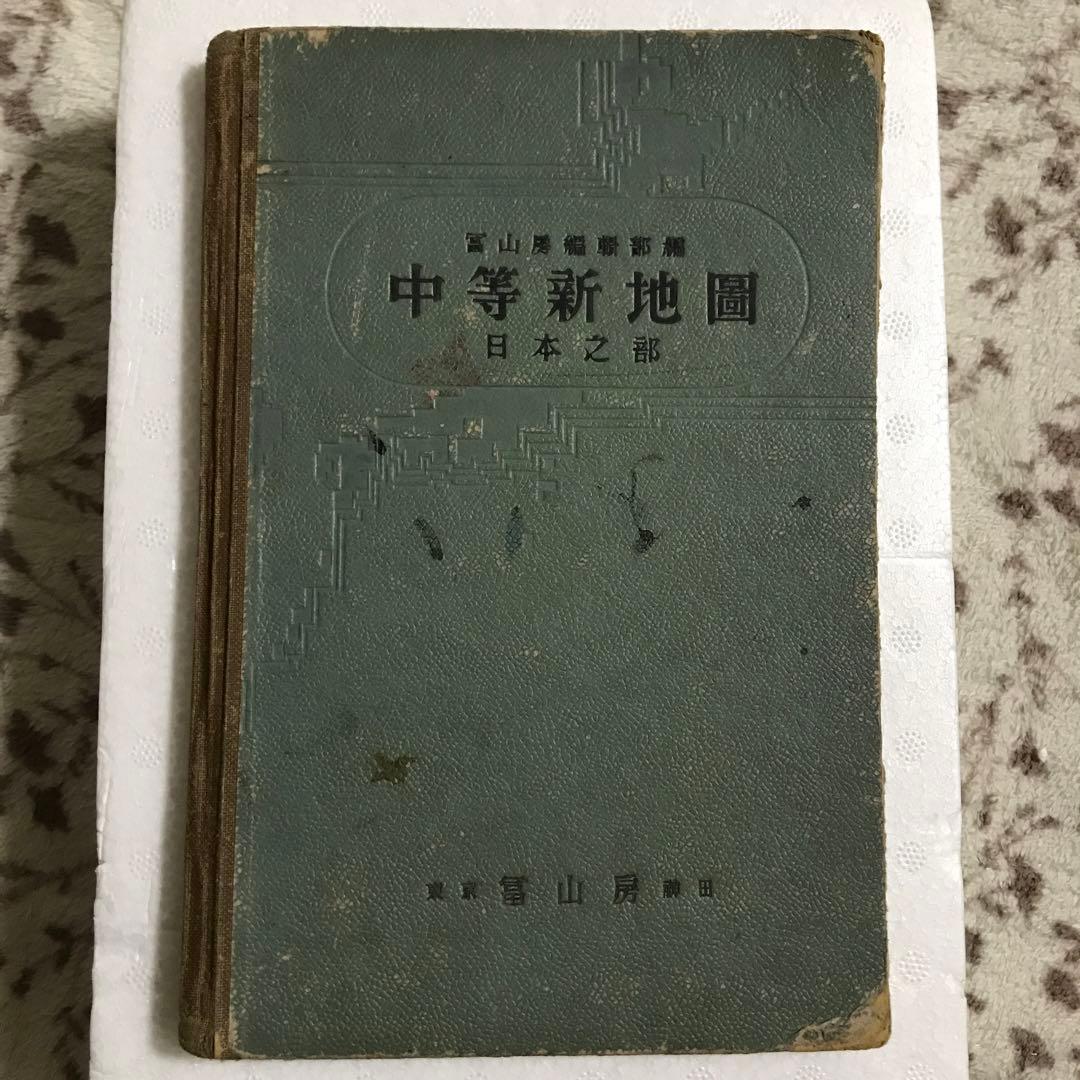 冨山房編輯部編
中等新地圖
日本之部
東京 冨山房 神田